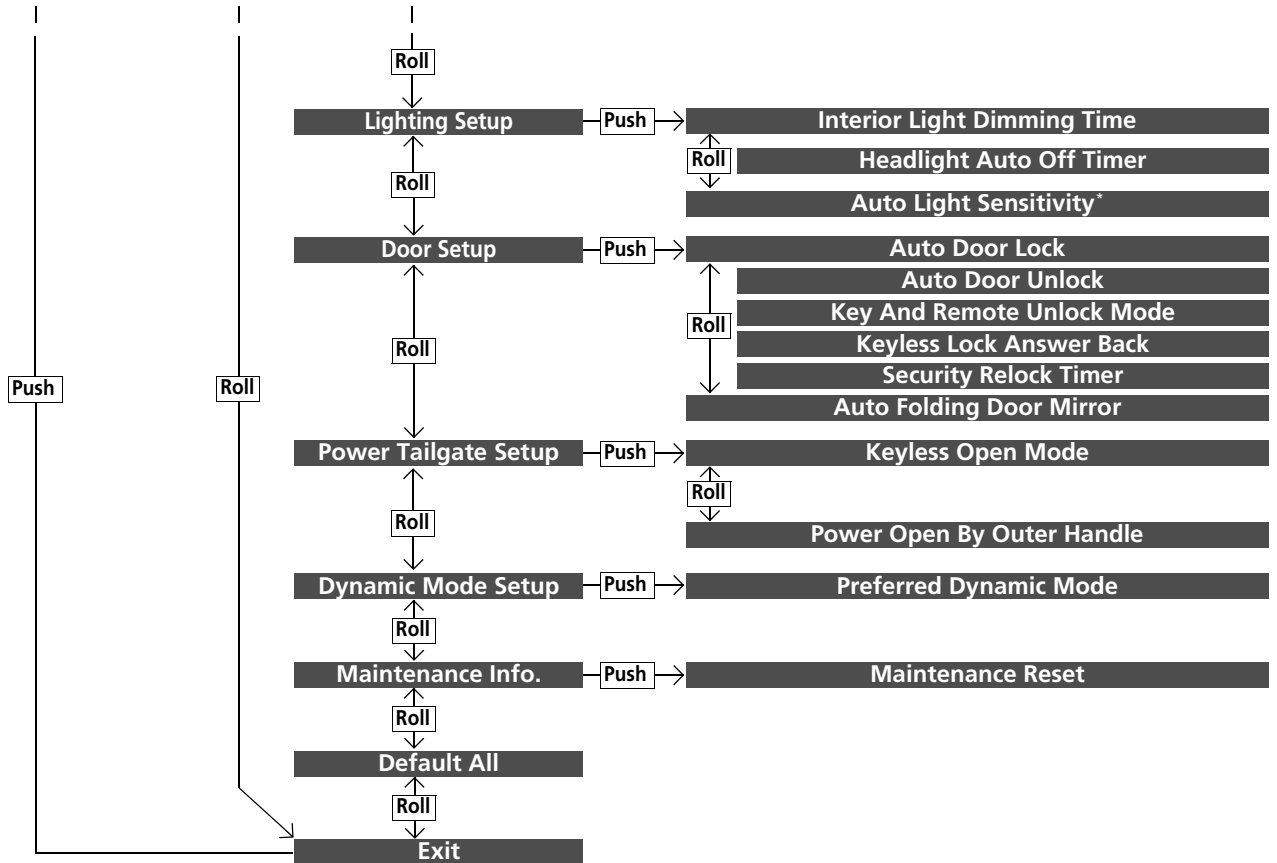 Roll
Lighting Setup Push Interior Light Dimming Time
Roll Roll Headlight Auto Off Timer
Auto Light Sensitivity*
Door Setup Push Auto Door Lock
Auto Door Unlock
Roll Roll Key And Remote Unlock Mode
Keyless Lock Answer Back
Push Roll Security Relock Timer
Auto Folding Door Mirror
Power Tailgate Setup Push Keyless Open Mode
Roll Roll
Power Open By Outer Handle
Dynamic Mode Setup Push Preferred Dynamic Mode
Roll
Maintenance Info. Push Maintenance Reset
Roll
Default All
Roll
Exit